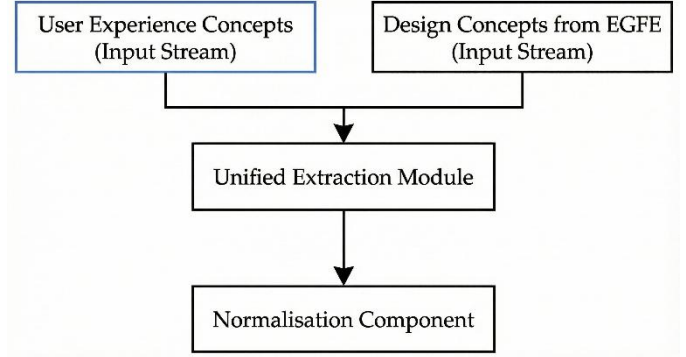 User Experience Concepts
(Input Stream)
Design Concepts from EGFE
(Input Stream)
Unified Extraction Module
Normalisation Component